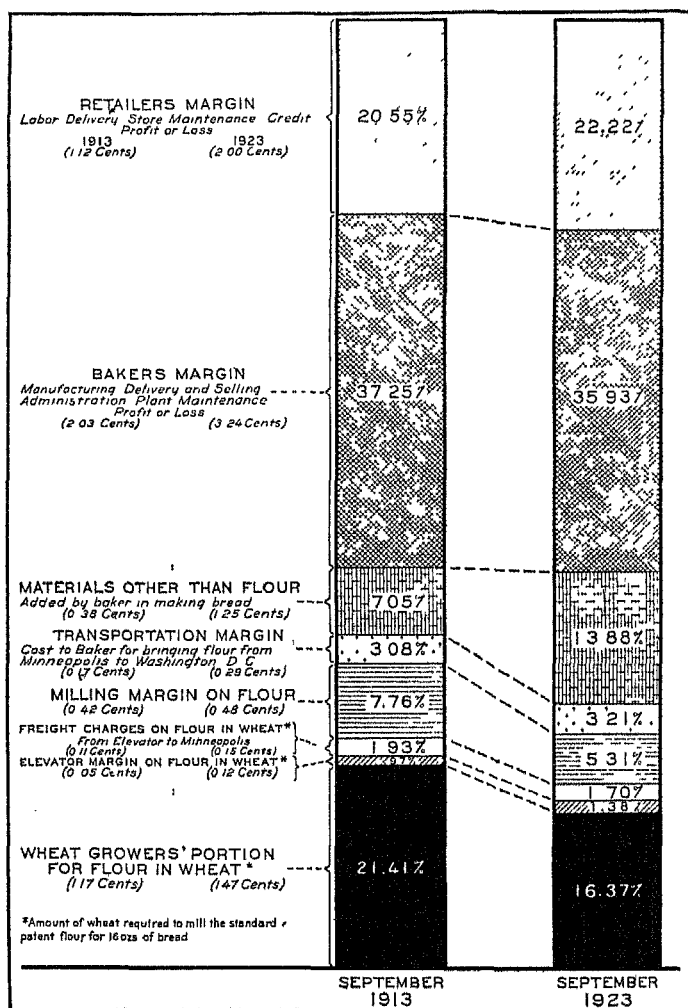 RETAILERS MARGIN
Labor Delivery Store Maintenance Credit
Profit or Loss
1913 1923
(1.12 Cents) (2 00 Cents)
20 55%
22.22%
BAKERS MARGIN
Manufacturing Delivery and Selling
Administration Plant Maintenance
Profit or Loss
(2 03 Cents) (3.24 Cents)
37 25%
35 93%
MATERIALS OTHER THAN FLOUR
Added by baker in making bread
(0 38 Cents) (1.25 Cents)
7 05%
13 88%
TRANSPORTATION MARGIN
Cost to Baker for bringing flour from
Minneapolis to Washington D C
(0 17 Cents) (0.29 Cents)
3 08%
3 21%
MILLING MARGIN ON FLOUR
(0 42 Cents) (0 48 Cents)
7.76%
5 31%
FREIGHT CHARGES ON FLOUR IN WHEAT*
From Elevator to Minneapolis
(0 11 Cents) (0.15 Cents)
1 93%
1.70%
ELEVATOR MARGIN ON FLOUR IN WHEAT*
(0 05 Cents) (0 12 Cents)
.97%
1.38%
WHEAT GROWERS' PORTION
FOR FLOUR IN WHEAT*
(1 17 Cents) (1 47 Cents)
21.41%
16.37%
*Amount of wheat required to mill the standard
patent flour for 16 ozs of bread
SEPTEMBER
1913
SEPTEMBER
1923